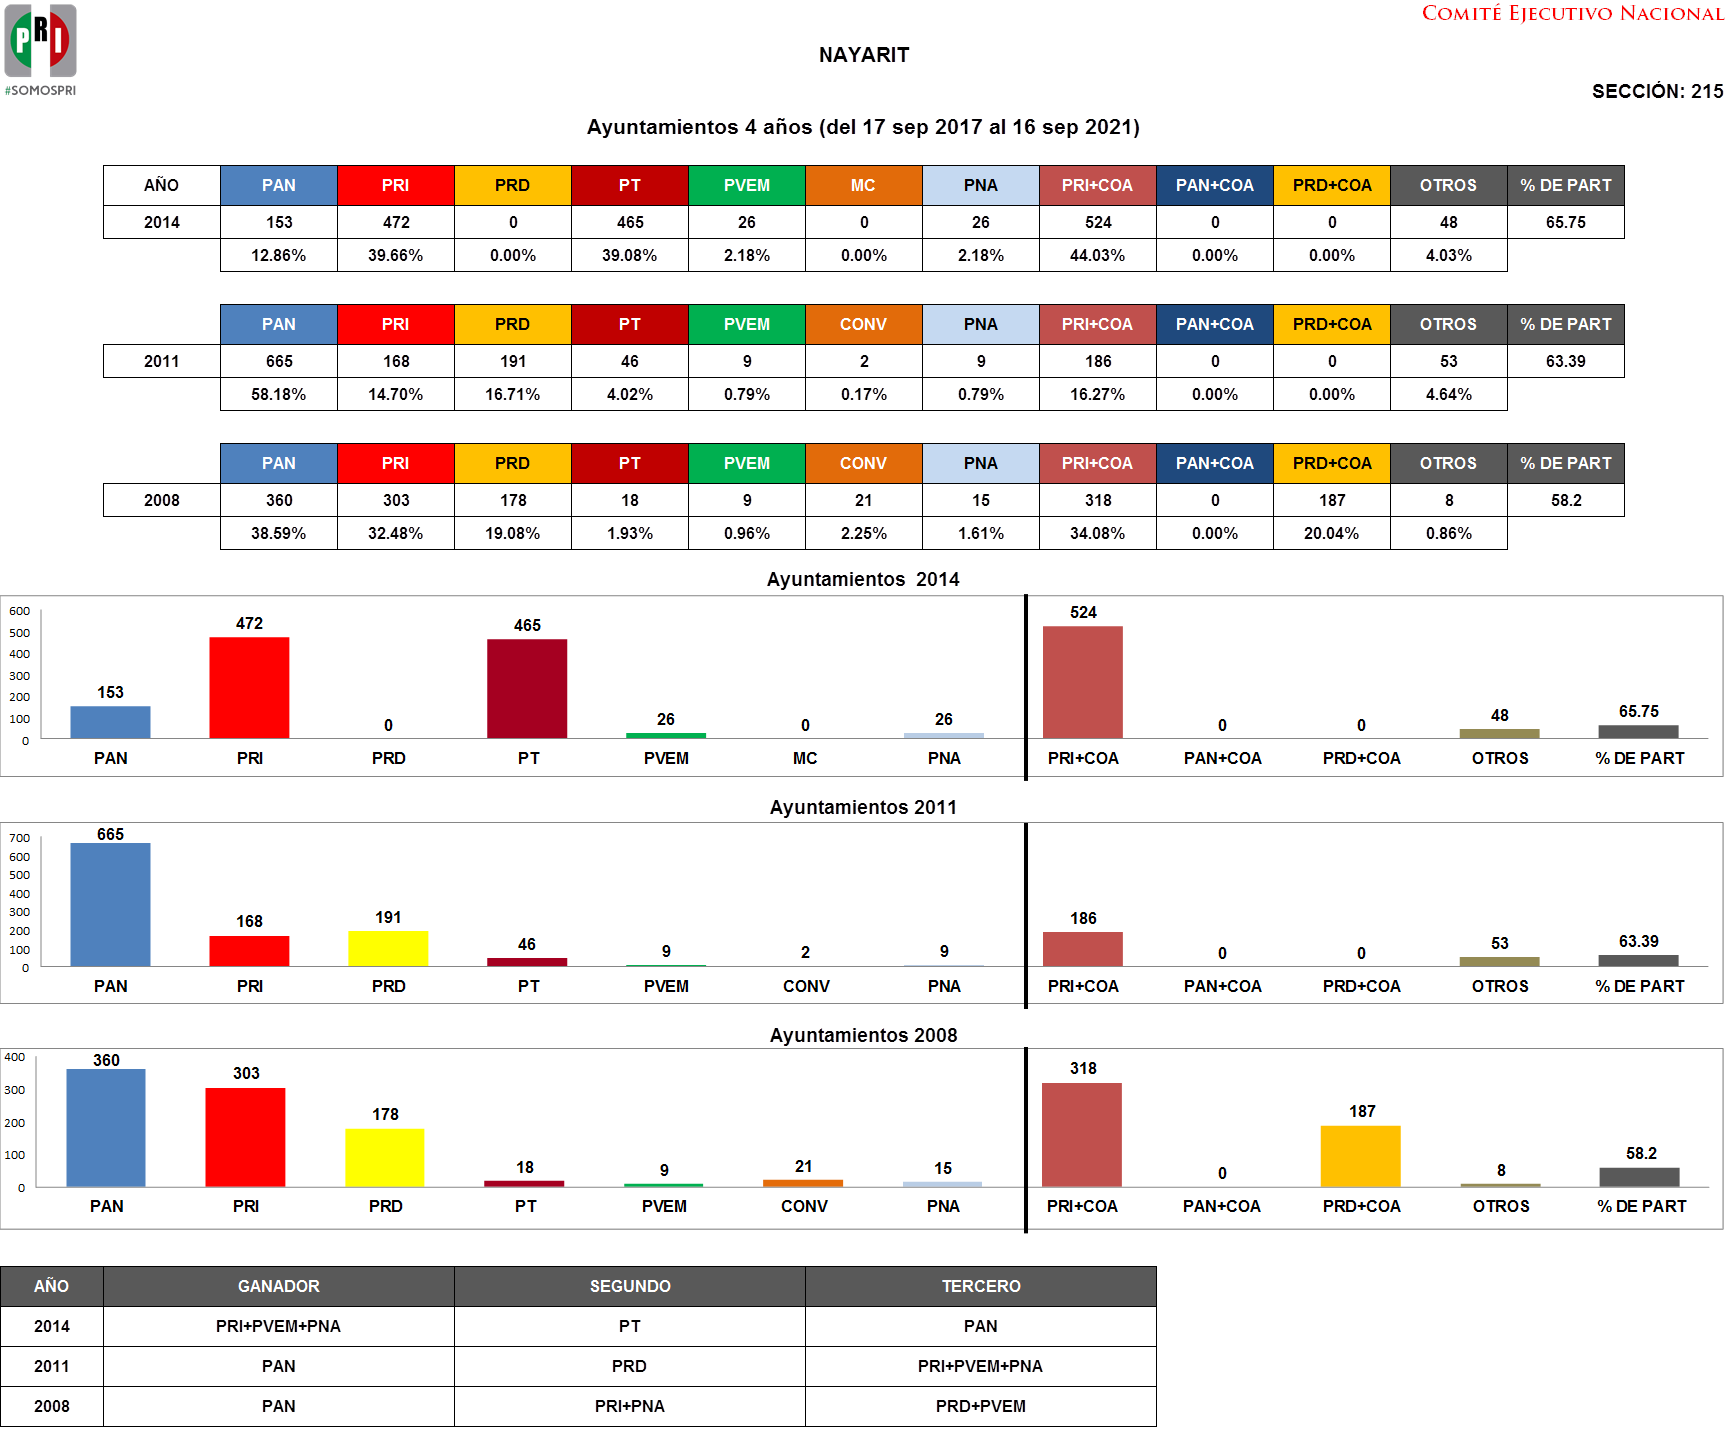 COMITÉ EJECUTIVO NACIONAL
PRI
#SOMOSPRI
NAYARIT
SECCIÓN: 215
Ayuntamientos 4 años (del 17 sep 2017 al 16 sep 2021)
AÑO PAN PRI PRD PT PVEM MC PNA PRI+COA PAN+COA PRD+COA OTROS % DE PART
2014 153 472 0 465 26 0 26 524 0 0 48 65.75
12.86% 39.66% 0.00% 39.08% 2.18% 0.00% 2.18% 44.03% 0.00% 0.00% 4.03%
PAN PRI PRD PT PVEM CONV PNA PRI+COA PAN+COA PRD+COA OTROS % DE PART
2011 665 168 191 46 9 2 9 186 0 0 53 63.39
58.18% 14.70% 16.71% 4.02% 0.79% 0.17% 0.79% 16.27% 0.00% 0.00% 4.64%
PAN PRI PRD PT PVEM CONV PNA PRI+COA PAN+COA PRD+COA OTROS % DE PART
2008 360 303 178 18 9 21 15 318 0 187 8 58.2
38.59% 32.48% 19.08% 1.93% 0.96% 2.25% 1.61% 34.08% 0.00% 20.04% 0.86%
Ayuntamientos 2014
600
500
400
300
200
100
0
153 472 0 465 26 0 26 524 0 0 48 65.75
PAN PRI PRD PT PVEM MC PNA PRI+COA PAN+COA PRD+COA OTROS % DE PART
Ayuntamientos 2011
700
600
500
400
300
200
100
0
665 168 191 46 9 2 9 186 0 0 53 63.39
PAN PRI PRD PT PVEM CONV PNA PRI+COA PAN+COA PRD+COA OTROS % DE PART
Ayuntamientos 2008
400
300
200
100
0
360 303 178 18 9 21 15 318 0 187 8 58.2
PAN PRI PRD PT PVEM CONV PNA PRI+COA PAN+COA PRD+COA OTROS % DE PART
AÑO GANADOR SEGUNDO TERCERO
2014 PRI+PVEM+PNA PT PAN
2011 PAN PRD PRI+PVEM+PNA
2008 PAN PRI+PNA PRD+PVEM